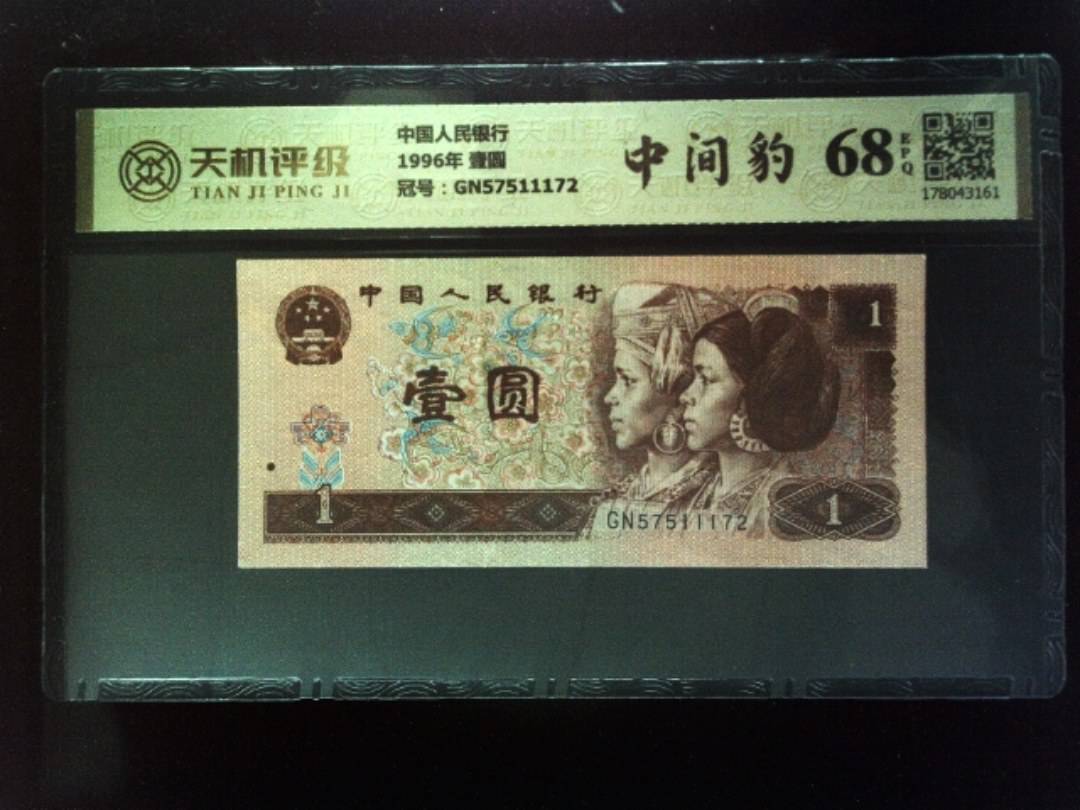 天机评级
TIAN JI PING JI
中国人民银行
1996年 壹圆
冠号：GN57511172
中间豹
68
EPQ
178043161
中国人民银行
1
壹圆
1
GN57511172
1